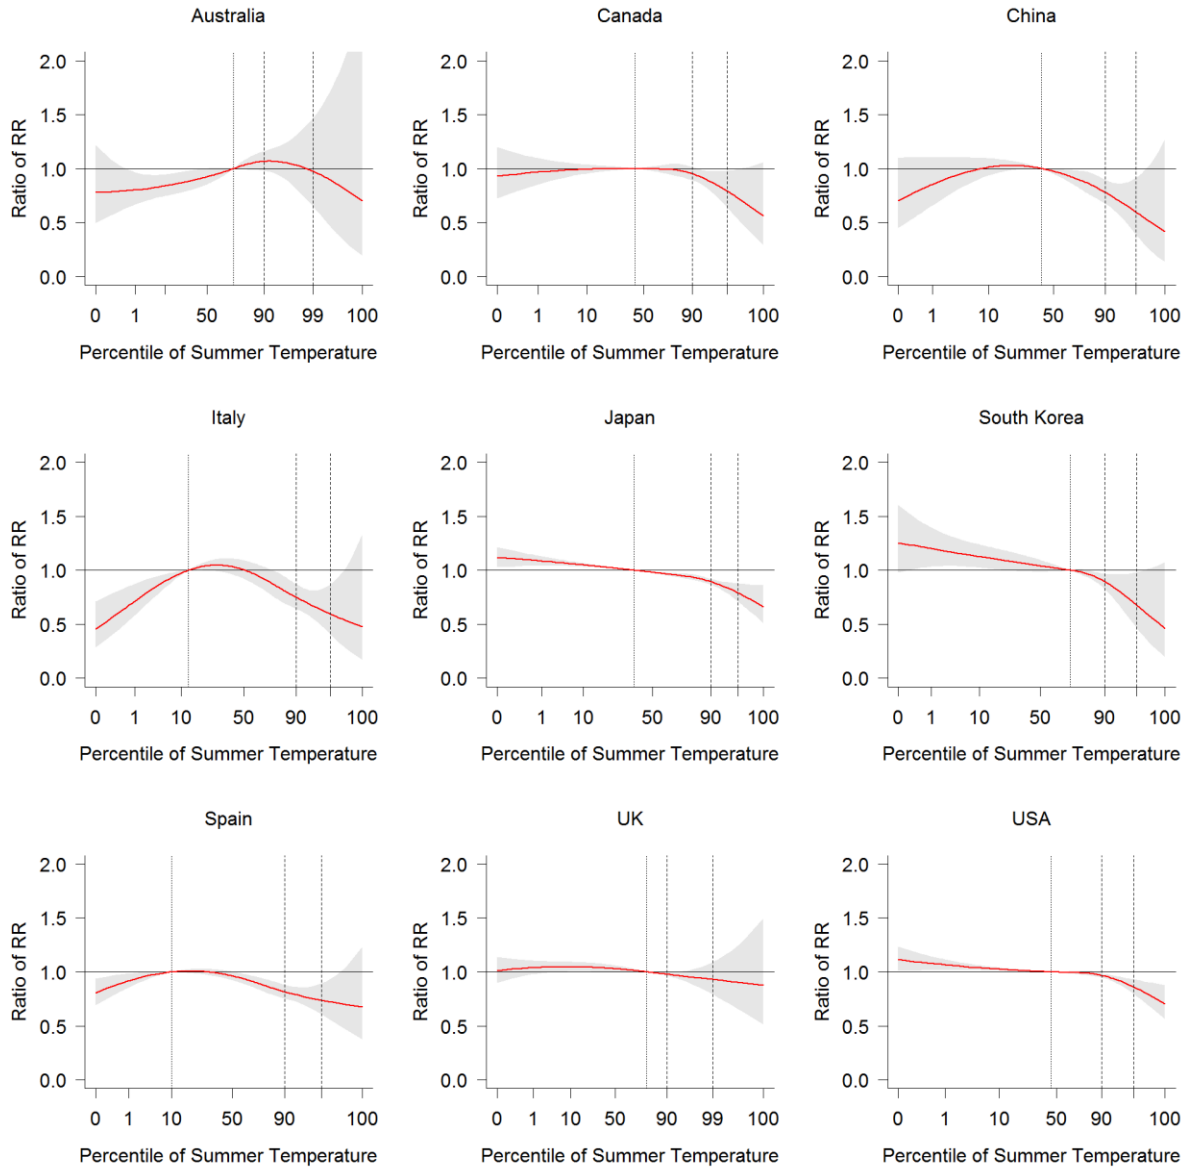 Australia
Canada
China
Ratio of RR
2.0
1.5
1.0
0.5
0.0
0 1 50 90 99 100
Percentile of Summer Temperature
Ratio of RR
2.0
1.5
1.0
0.5
0.0
0 1 10 50 90 100
Percentile of Summer Temperature
Ratio of RR
2.0
1.5
1.0
0.5
0.0
0 1 10 50 90 100
Percentile of Summer Temperature
Italy
Japan
South Korea
Ratio of RR
2.0
1.5
1.0
0.5
0.0
0 1 10 50 90 100
Percentile of Summer Temperature
Ratio of RR
2.0
1.5
1.0
0.5
0.0
0 1 10 50 90 100
Percentile of Summer Temperature
Ratio of RR
2.0
1.5
1.0
0.5
0.0
0 1 10 50 90 100
Percentile of Summer Temperature
Spain
UK
USA
Ratio of RR
2.0
1.5
1.0
0.5
0.0
0 1 10 50 90 100
Percentile of Summer Temperature
Ratio of RR
2.0
1.5
1.0
0.5
0.0
0 1 10 50 90 99 100
Percentile of Summer Temperature
Ratio of RR
2.0
1.5
1.0
0.5
0.0
0 1 10 50 90 100
Percentile of Summer Temperature